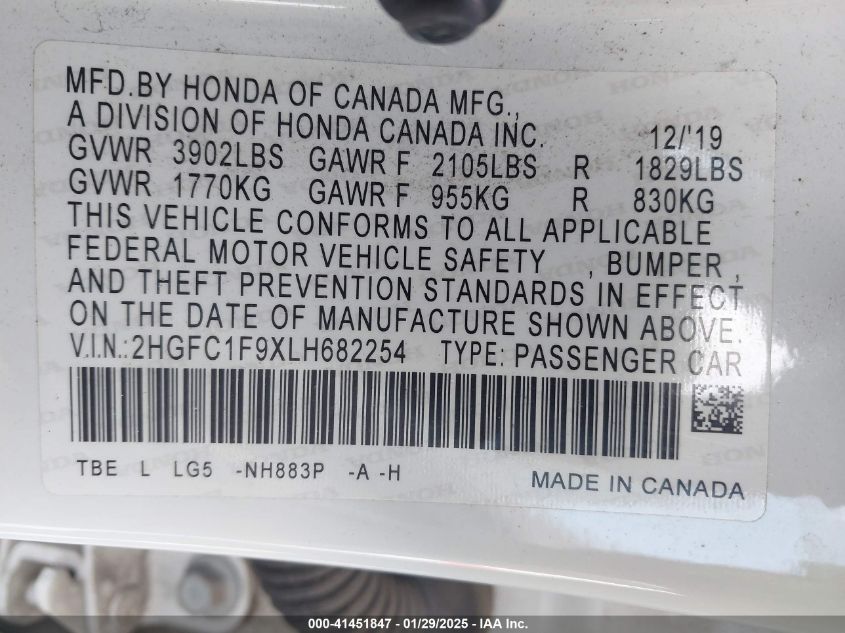 MFD.BY HONDA OF CANADA MFG.,
A DIVISION OF HONDA CANADA INC. 12/'19
GVWR 3902LBS GAWR F 2105LBS R 1829LBS
GVWR 1770KG GAWR F 955KG R 830KG
THIS VEHICLE CONFORMS TO ALL APPLICABLE
FEDERAL MOTOR VEHICLE SAFETY , BUMPER ,
AND THEFT PREVENTION STANDARDS IN EFFECT
ON THE DATE OF MANUFACTURE SHOWN ABOVE.
V.I.N.:2HGFC1F9XLH682254 TYPE: PASSENGER CAR
TBE L LG5 -NH883P -A -H
MADE IN CANADA
000-41451847 | 01/29/2025 | IAA Inc.